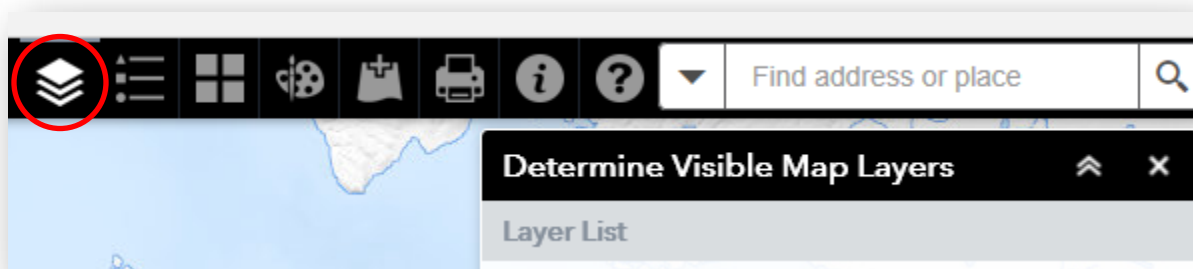 Find address or place
Determine Visible Map Layers
Layer List